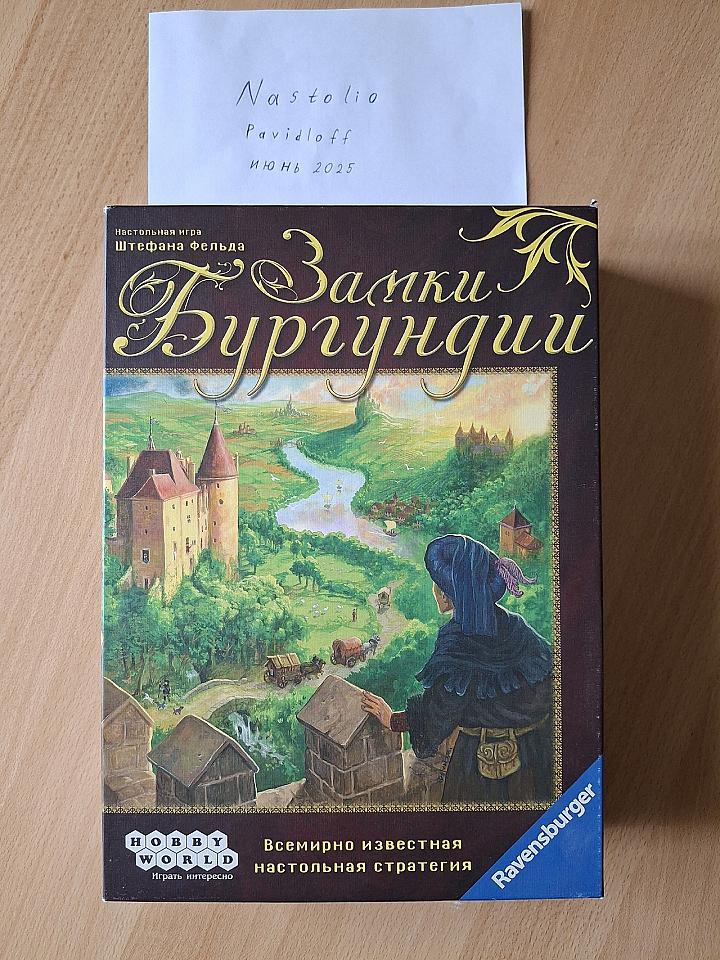 Nastolio
Pavidloff
июнь 2025
Настольная игра
Штефана Фельда
Замки
Бургундии
HOBBY
WORLD
Играть интересно
Всемирно известная
настольная стратегия
Ravensburger